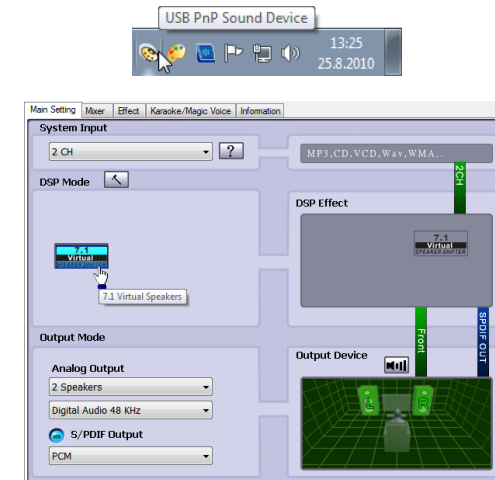 USB PnP Sound Device
13:25
25.8.2010
Main Setting Mixer Effect Karaoke/Magic Voice Information
System Input
2 CH
?
MP3,CD,VCD,Wav,WMA..
2CH
DSP Mode
DSP Effect
7.1
Virtual
SPEAKER SHIFTER
7.1 Virtual Speakers
7.1
Virtual
SPEAKER SHIFTER
Front
SPDIF OUT
Output Mode
Analog Output
2 Speakers
Digital Audio 48 KHz
S/PDIF Output
PCM
Output Device
L
R